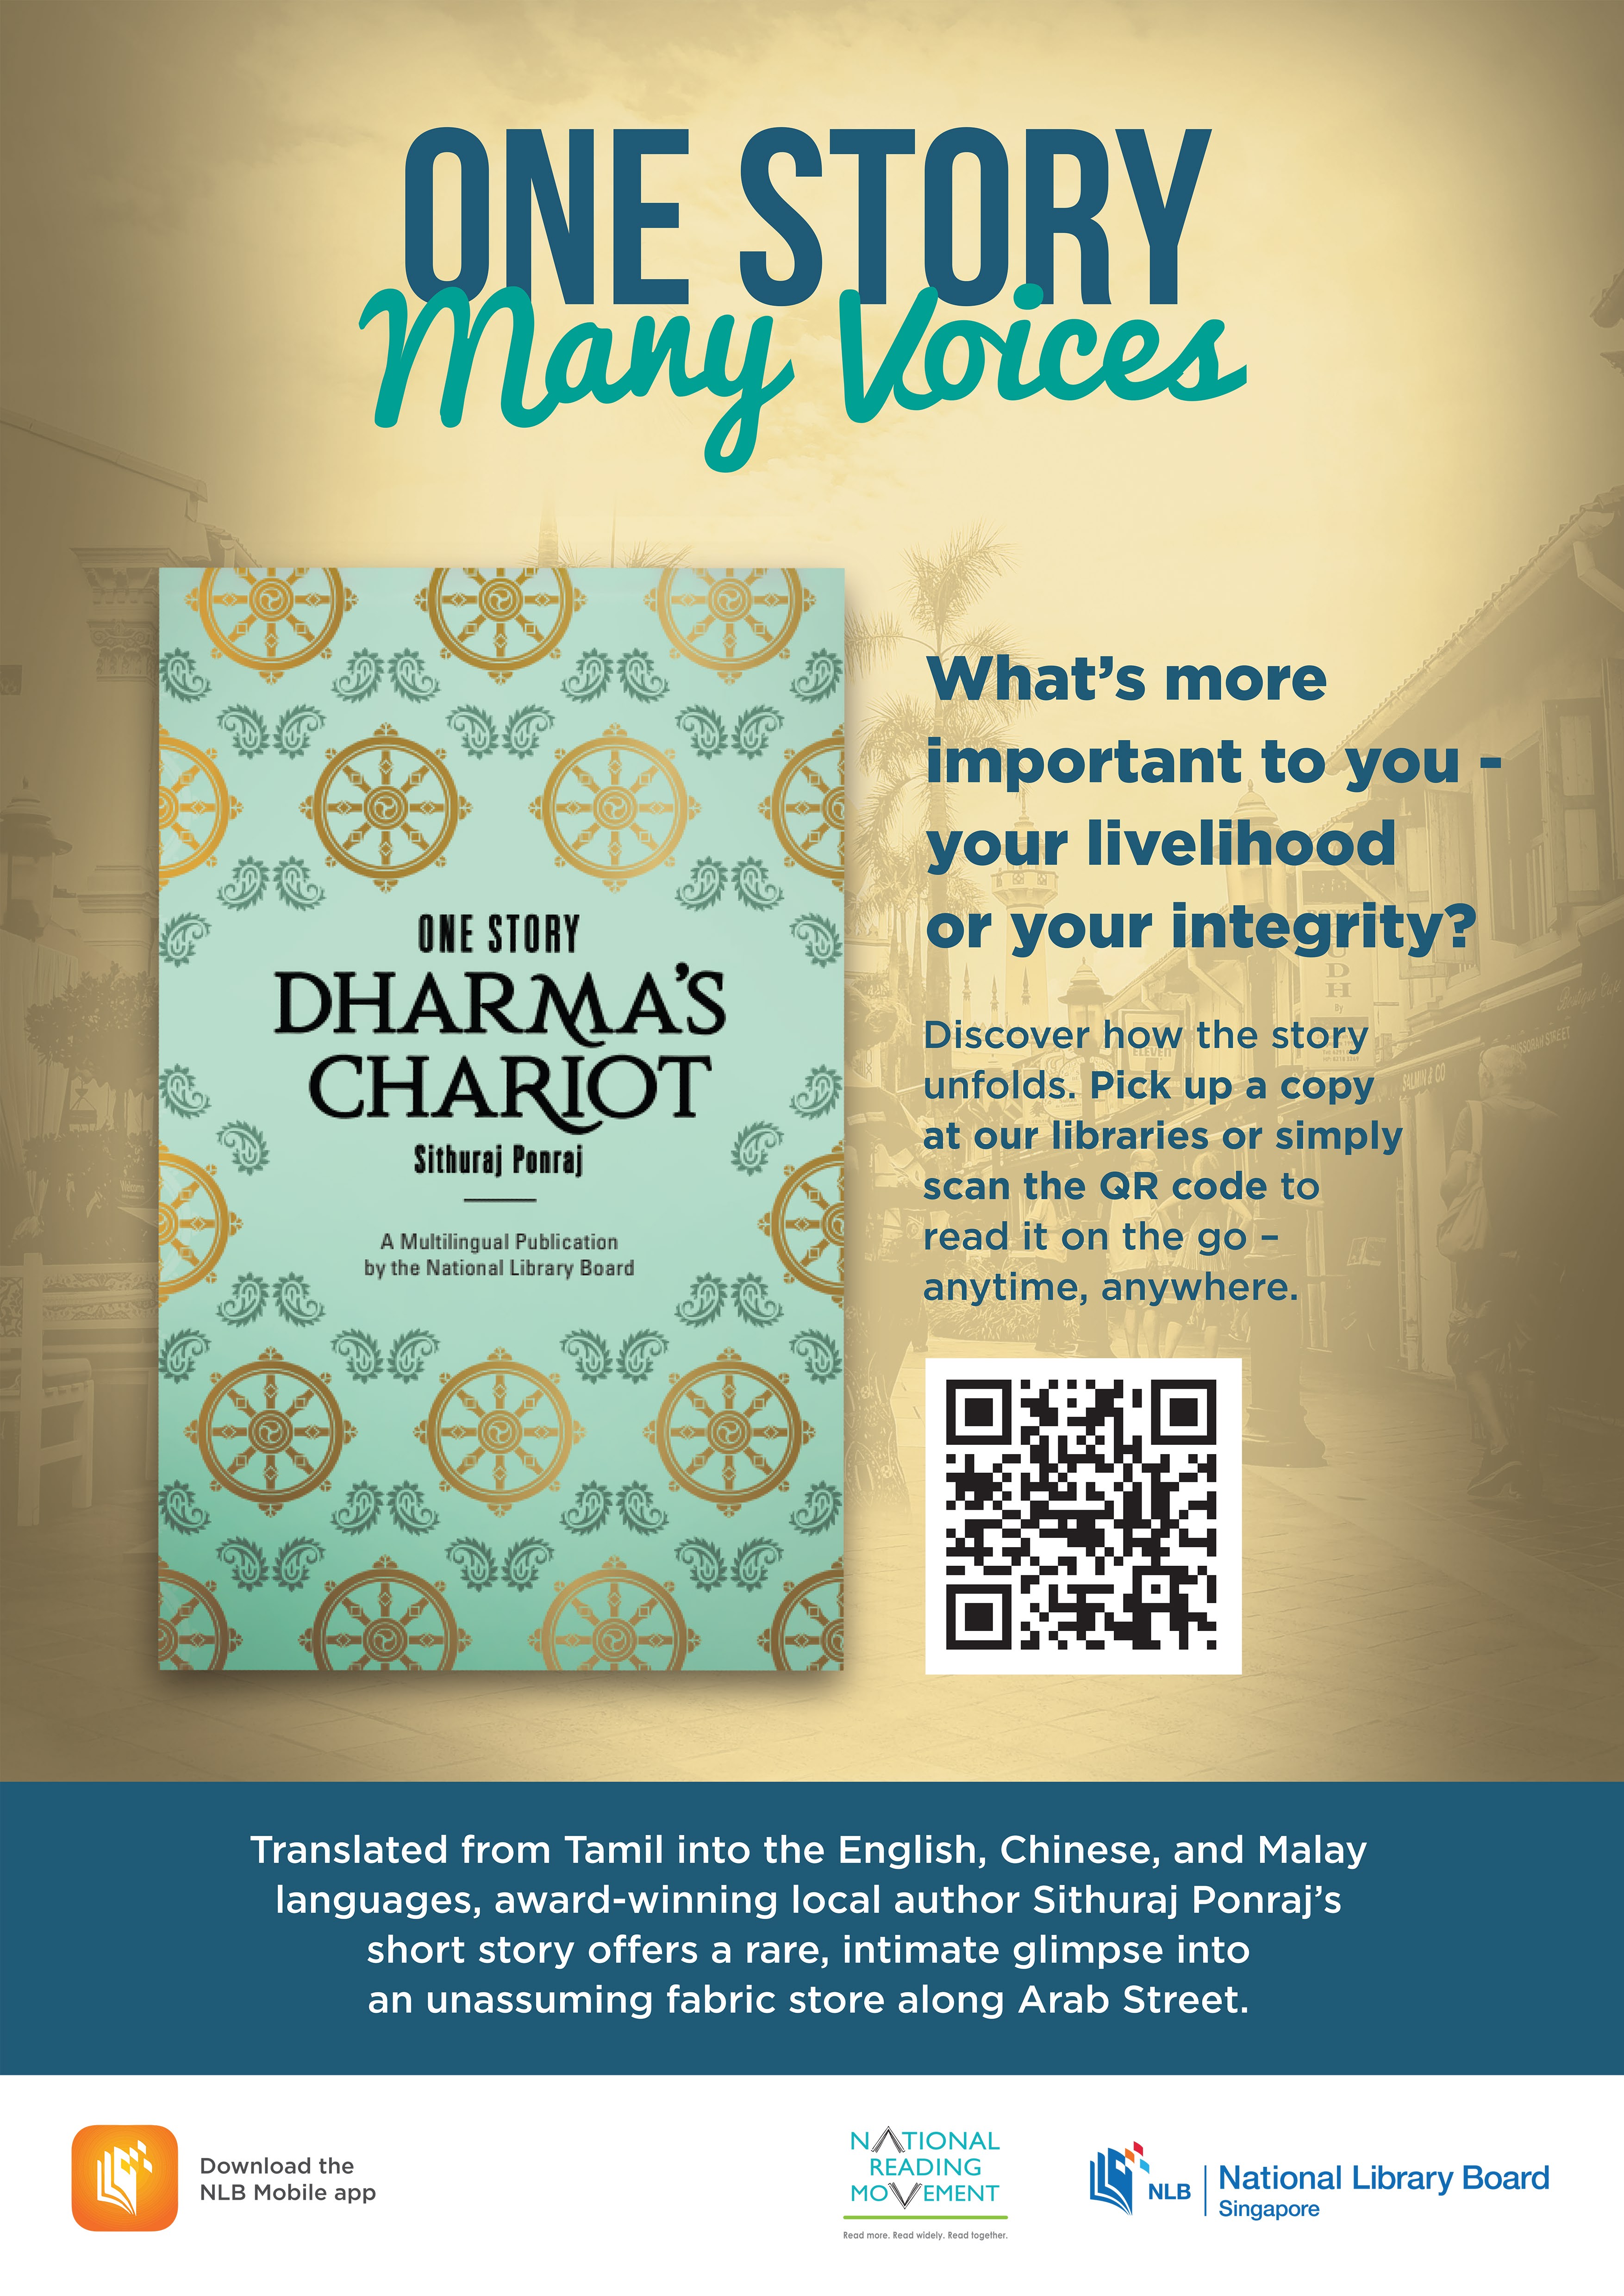 ONE STORY
Many Voices
ONE STORY
DHARMA'S
CHARIOT
Sithuraj Ponraj
A Multilingual Publication
by the National Library Board
What's more
important to you -
your livelihood
or your integrity?
Discover how the story
unfolds. Pick up a copy
at our libraries or simply
scan the QR code to
read it on the go –
anytime, anywhere.
ELEVEN
SALMIN & CO
Translated from Tamil into the English, Chinese, and Malay
languages, award-winning local author Sithuraj Ponraj's
short story offers a rare, intimate glimpse into
an unassuming fabric store along Arab Street.
Download the
NLB Mobile app
NATIONAL
READING
MOVEMENT
Read more. Read widely. Read together.
NLB
National Library Board
Singapore